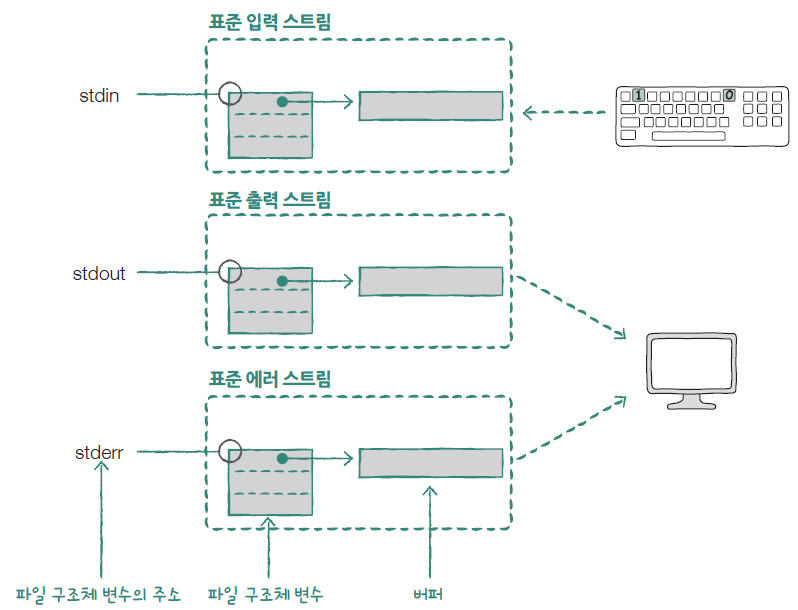 표준 입력 스트림
stdin
1 0
표준 출력 스트림
stdout
표준 에러 스트림
stderr
파일 구조체 변수의 주소
파일 구조체 변수
버퍼